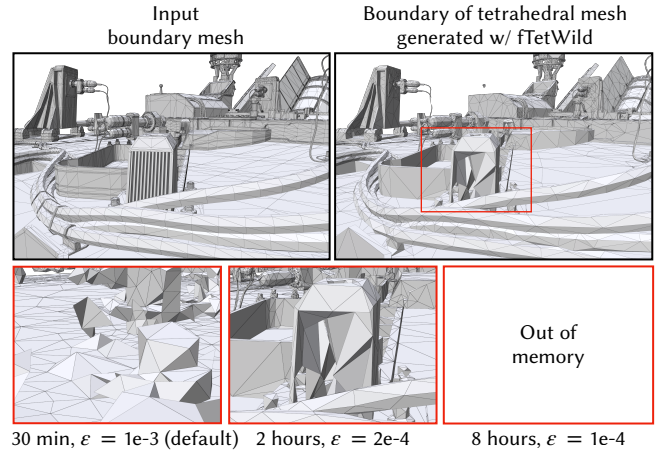 Input
boundary mesh
Boundary of tetrahedral mesh
generated w/ fTetWild
Out of
memory
30 min, ε = 1e-3 (default)
2 hours, ε = 2e-4
8 hours, ε = 1e-4